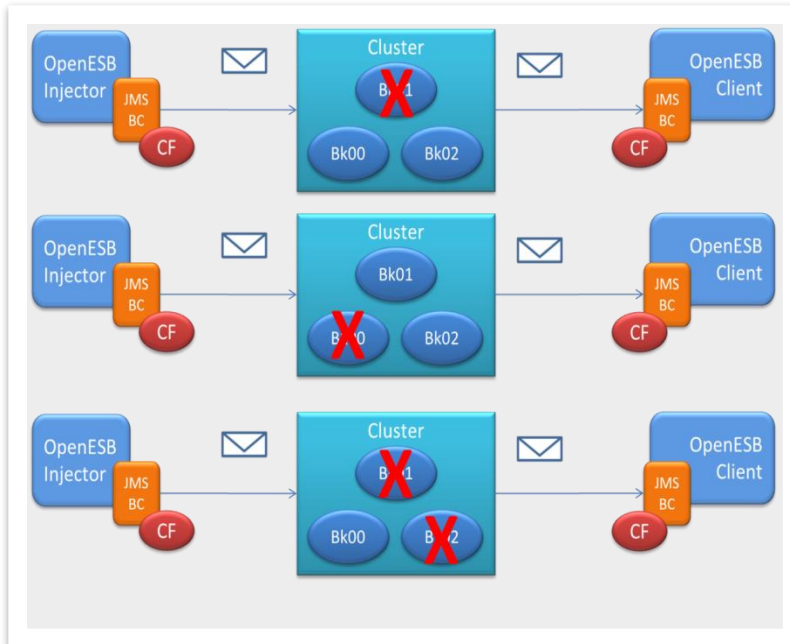 OpenESB
Injector
JMS
BC
CF
Cluster
Bk00
Bk02
OpenESB
Client
JMS
BC
CF
OpenESB
Injector
JMS
BC
CF
Cluster
Bk01
Bk02
OpenESB
Client
JMS
BC
CF
OpenESB
Injector
JMS
BC
CF
Cluster
Bk00
OpenESB
Client
JMS
BC
CF